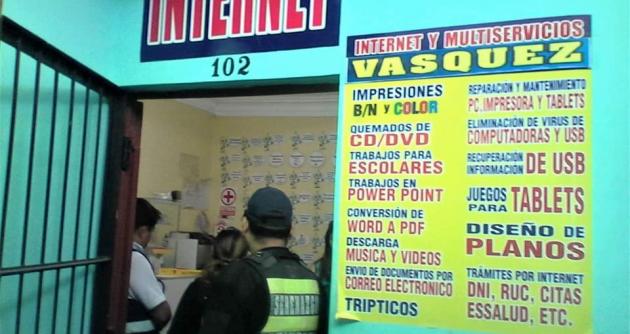 INTERNET
102
INTERNET Y MULTISERVICIOS
VASQUEZ
IMPRESIONES
B/N Y COLOR
QUEMADOS DE
CD/DVD
TRABAJOS PARA
ESCOLARES
TRABAJOS EN
POWER POINT
CONVERSIÓN DE
WORD A PDF
DESCARGA
MUSICA Y VIDEOS
ENVIO DE DOCUMENTOS POR
CORREO ELECTRONICO
TRIPTICOS
REPARACIÓN Y MANTENIMIENTO
PC. IMPRESORA Y TABLETS
ELIMINACIÓN DE VIRUS DE
COMPUTADORAS Y USB
RECUPERACIÓN
INFORMACIÓN DE USB
JUEGOS
PARA TABLETS
DISEÑO DE
PLANOS
TRÁMITES POR INTERNET
DNI, RUC, CITAS
ESSALUD, ETC.
SERENAZGO